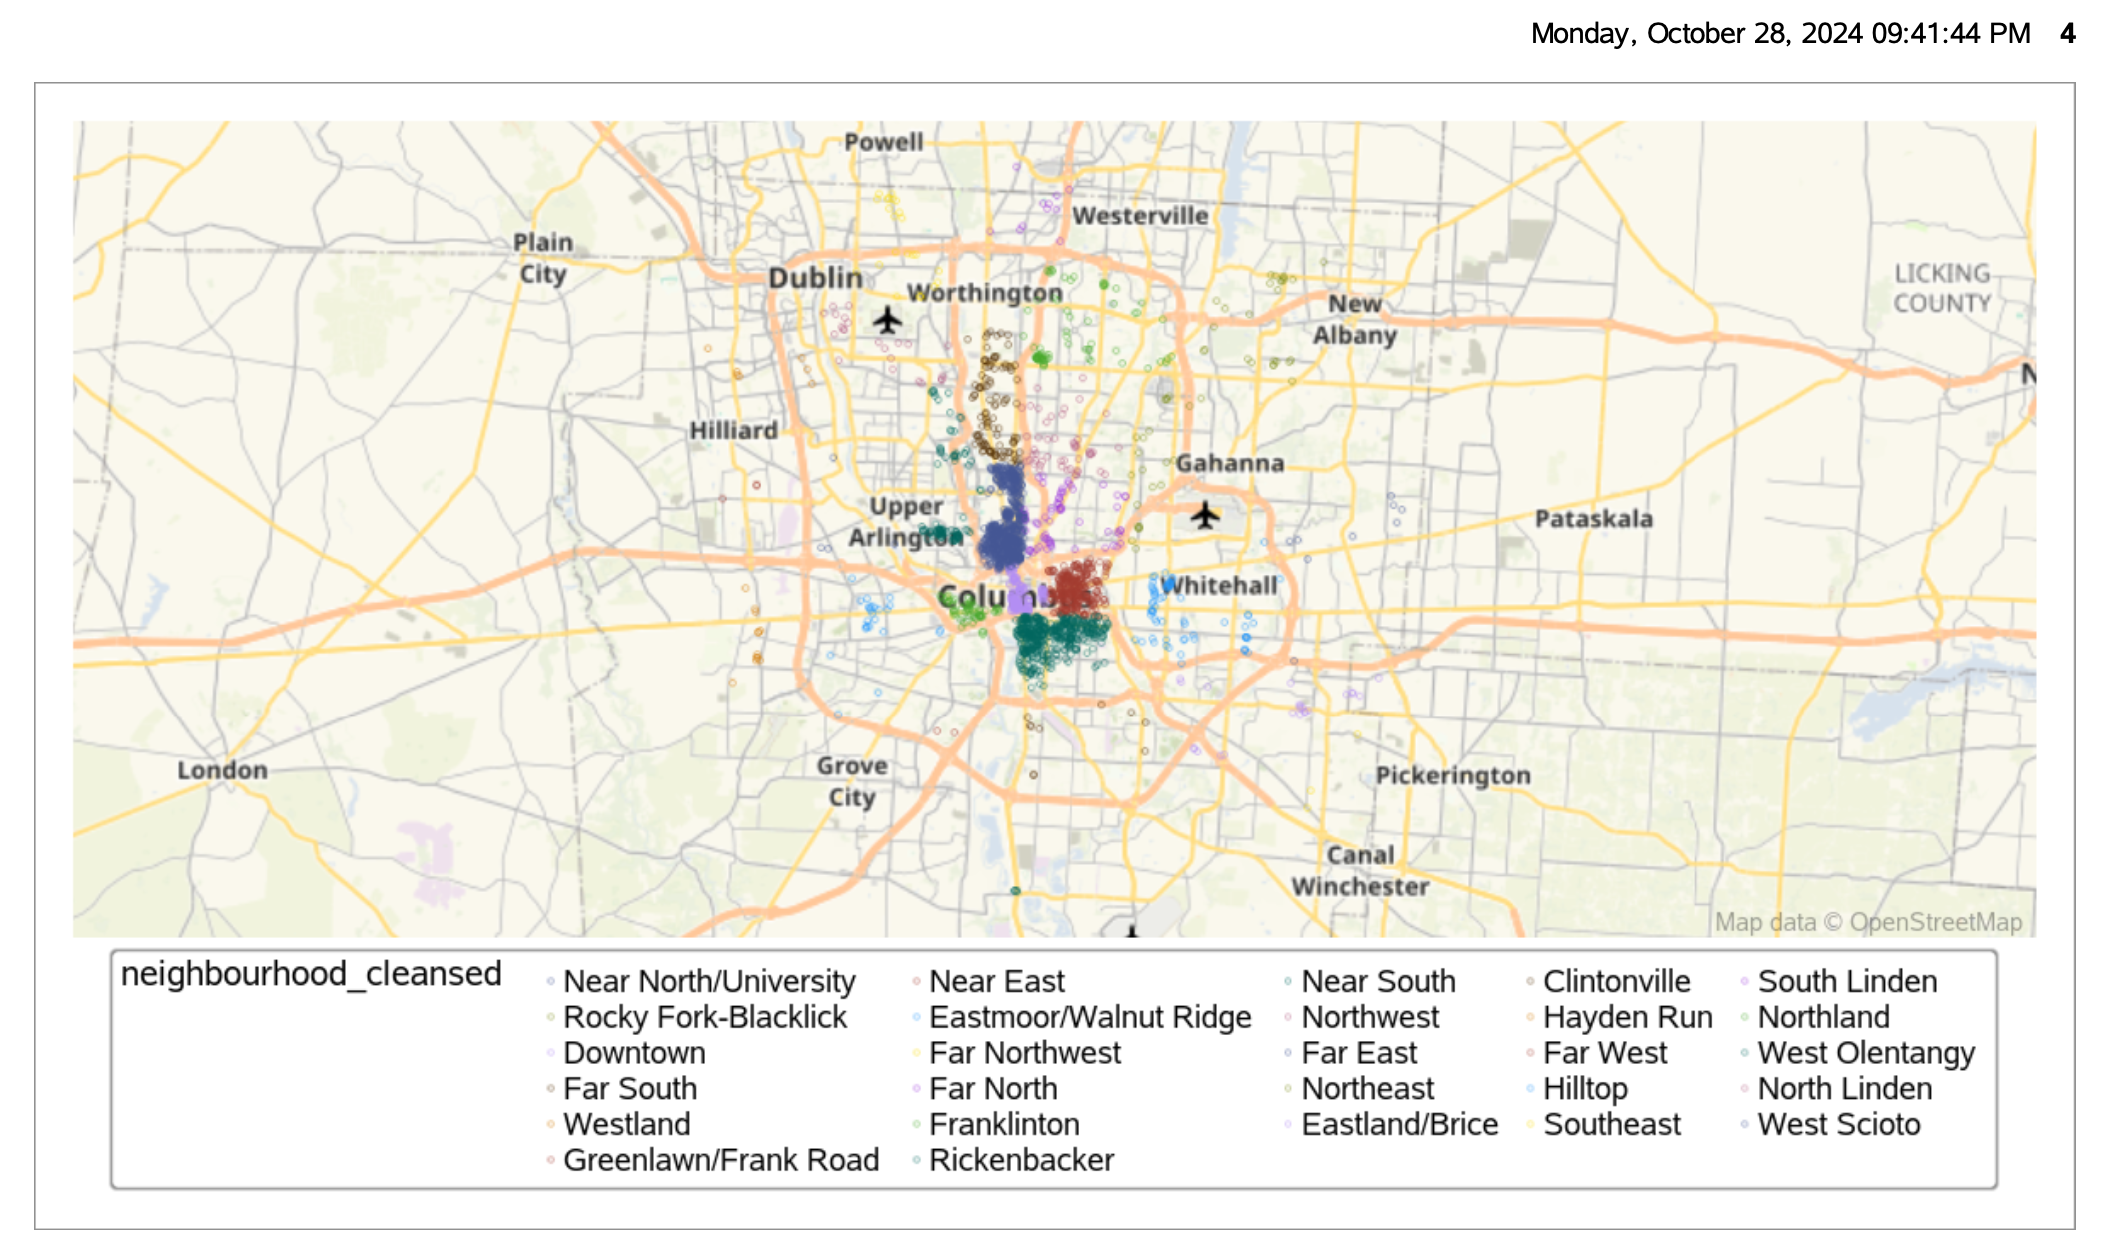 Monday, October 28, 2024 09:41:44 PM 4
Powell
Westerville
Plain
City
Dublin
Worthington
LICKING
COUNTY
New
Albany
N
Hilliard
Gahanna
Upper
Arlington
Pataskala
Whitehall
London
Grove
City
Pickerington
Canal
Winchester
Map data © OpenStreetMap
neighbourhood_cleansed
Near North/University Near East Near South Clintonville South Linden
Rocky Fork-Blacklick Eastmoor/Walnut Ridge Northwest Hayden Run Northland
Downtown Far Northwest Far East Far West West Olentangy
Far South Far North Northeast Hilltop North Linden
Westland Franklinton Eastland/Brice Southeast West Scioto
Greenlawn/Frank Road Rickenbacker